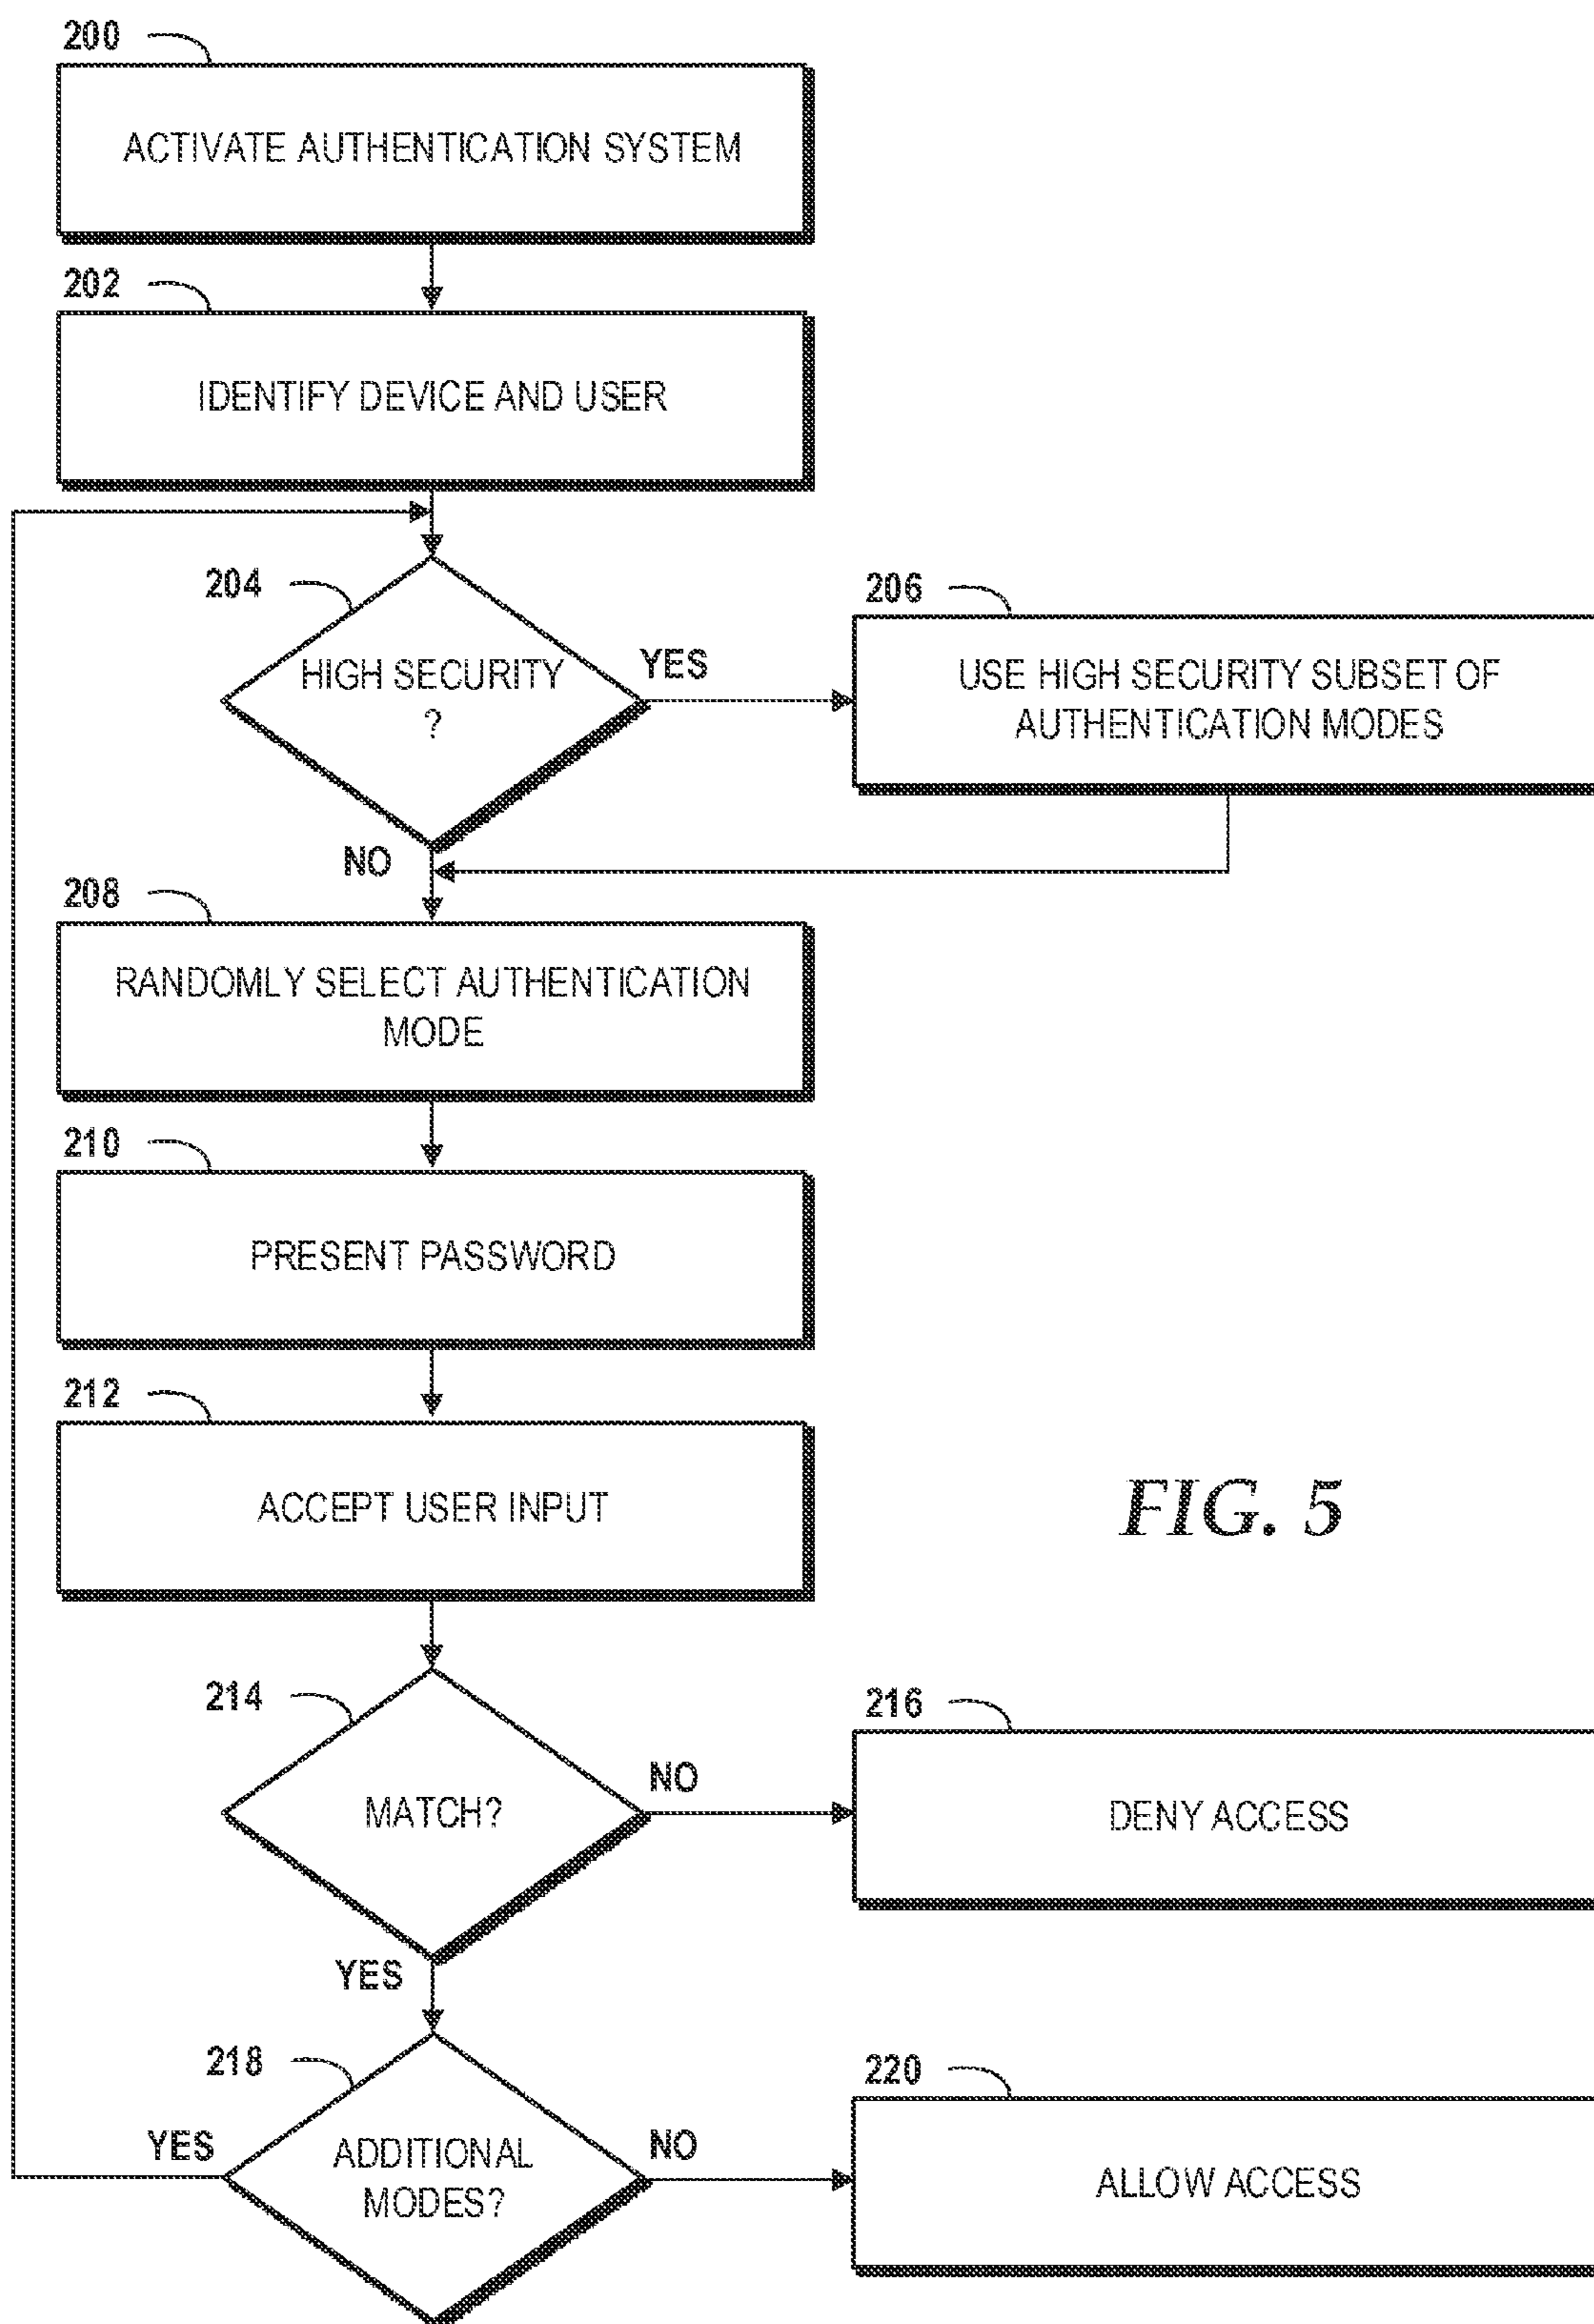 200
ACTIVATE AUTHENTICATION SYSTEM
202
IDENTIFY DEVICE AND USER
204
HIGH SECURITY
?
YES
NO
206
USE HIGH SECURITY SUBSET OF
AUTHENTICATION MODES
208
RANDOMLY SELECT AUTHENTICATION
MODE
210
PRESENT PASSWORD
212
ACCEPT USER INPUT
FIG. 5
214
MATCH?
NO
YES
216
DENY ACCESS
218
ADDITIONAL
MODES?
YES
NO
220
ALLOW ACCESS